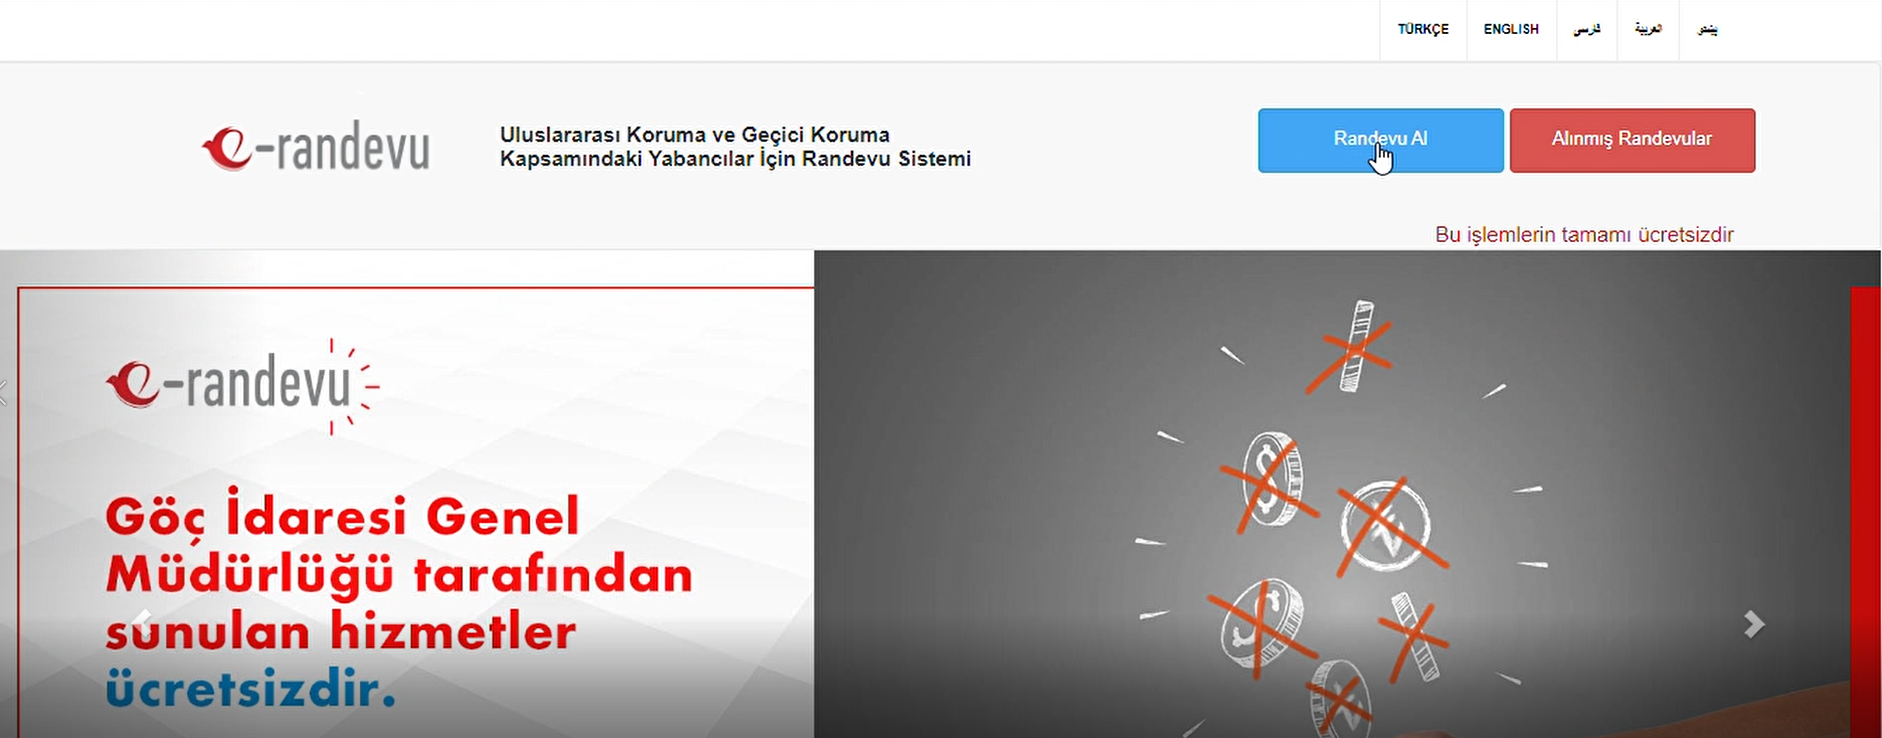 TÜRKÇE ENGLISH فارسی العربية پښتو
e-randevu
Uluslararası Koruma ve Geçici Koruma
Kapsamındaki Yabancılar İçin Randevu Sistemi
Randevu Al
Alınmış Randevular
Bu işlemlerin tamamı ücretsizdir
e-randevu
Göç İdaresi Genel
Müdürlüğü tarafından
sunulan hizmetler
ücretsizdir.